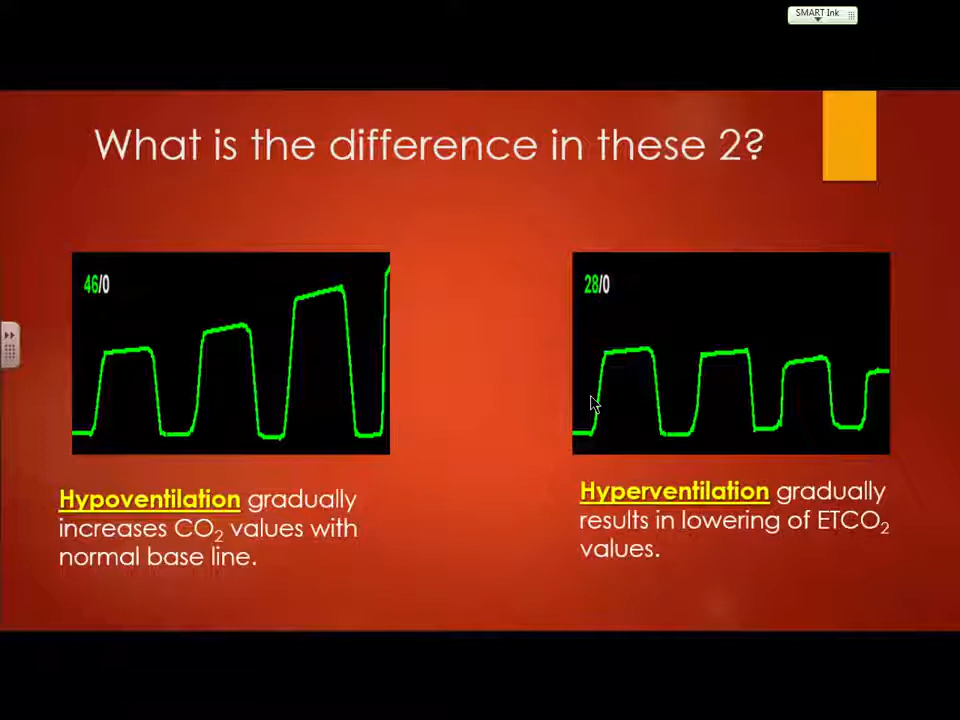 SMART Ink
What is the difference in these 2?
46/0
28/0
Hypoventilation gradually
increases CO₂ values with
normal base line.
Hyperventilation gradually
results in lowering of ETCO₂
values.